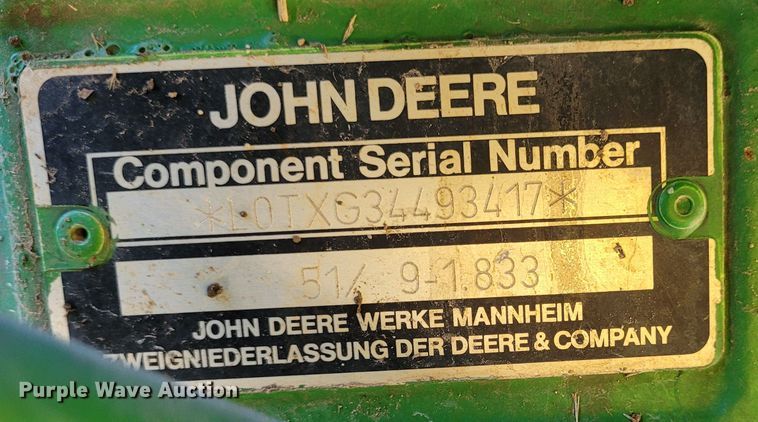 JOHN DEERE
Component Serial Number
*L0TXG34493417*
51/ 9-1.833
JOHN DEERE WERKE MANNHEIM
ZWEIGNIEDERLASSUNG DER DEERE & COMPANY
Purple Wave Auction